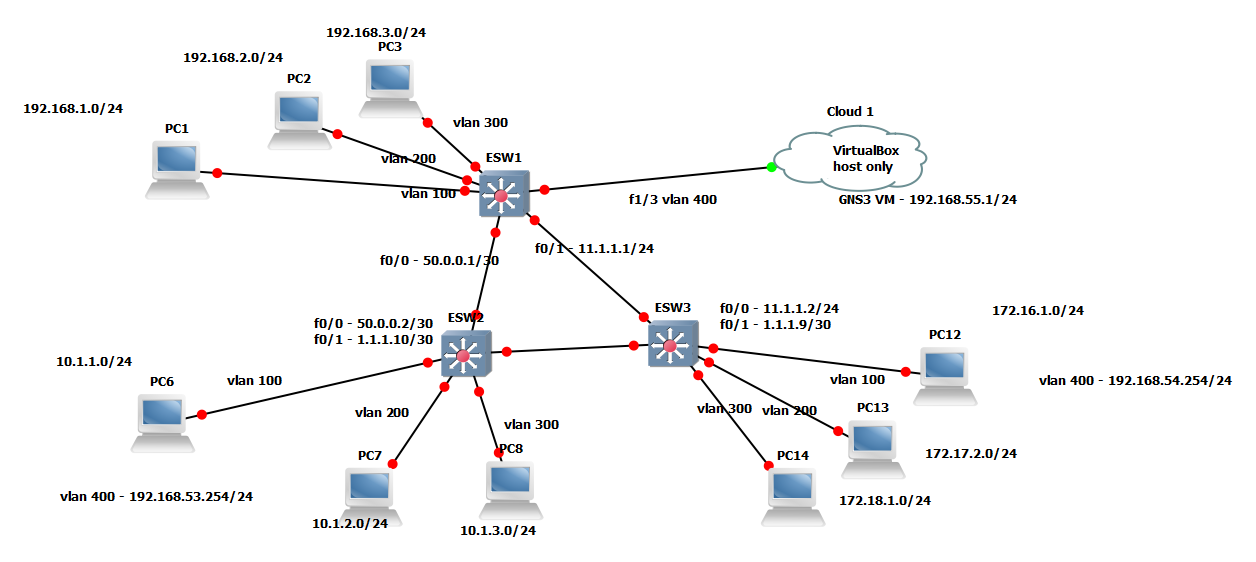 192.168.3.0/24
PC3
192.168.2.0/24
PC2
192.168.1.0/24
PC1
vlan 300
vlan 200
vlan 100
ESW1
Cloud 1
VirtualBox
host only
f1/3 vlan 400
GNS3 VM - 192.168.55.1/24
f0/0 - 50.0.0.1/30
f0/1 - 11.1.1.1/24
ESW2
f0/0 - 50.0.0.2/30
f0/1 - 1.1.1.10/30
ESW3
f0/0 - 11.1.1.2/24
f0/1 - 1.1.1.9/30
172.16.1.0/24
PC12
10.1.1.0/24
PC6
vlan 100
vlan 200
vlan 300
vlan 100
vlan 400 - 192.168.54.254/24
vlan 300
vlan 200
PC13
172.17.2.0/24
PC7
PC8
PC14
vlan 400 - 192.168.53.254/24
172.18.1.0/24
10.1.2.0/24
10.1.3.0/24